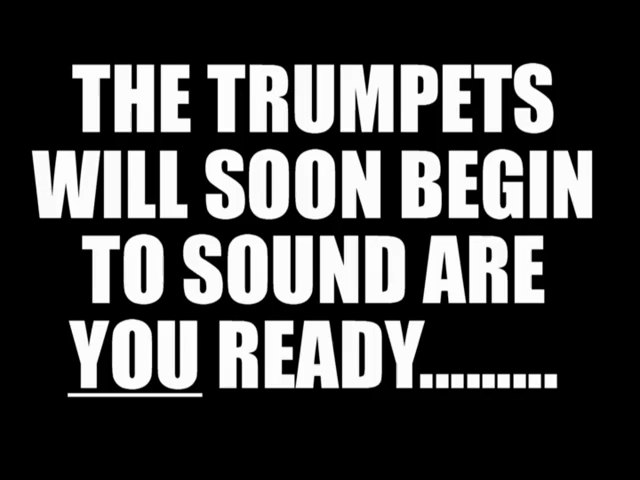 THE TRUMPETS
WILL SOON BEGIN
TO SOUND ARE
YOU READY.........